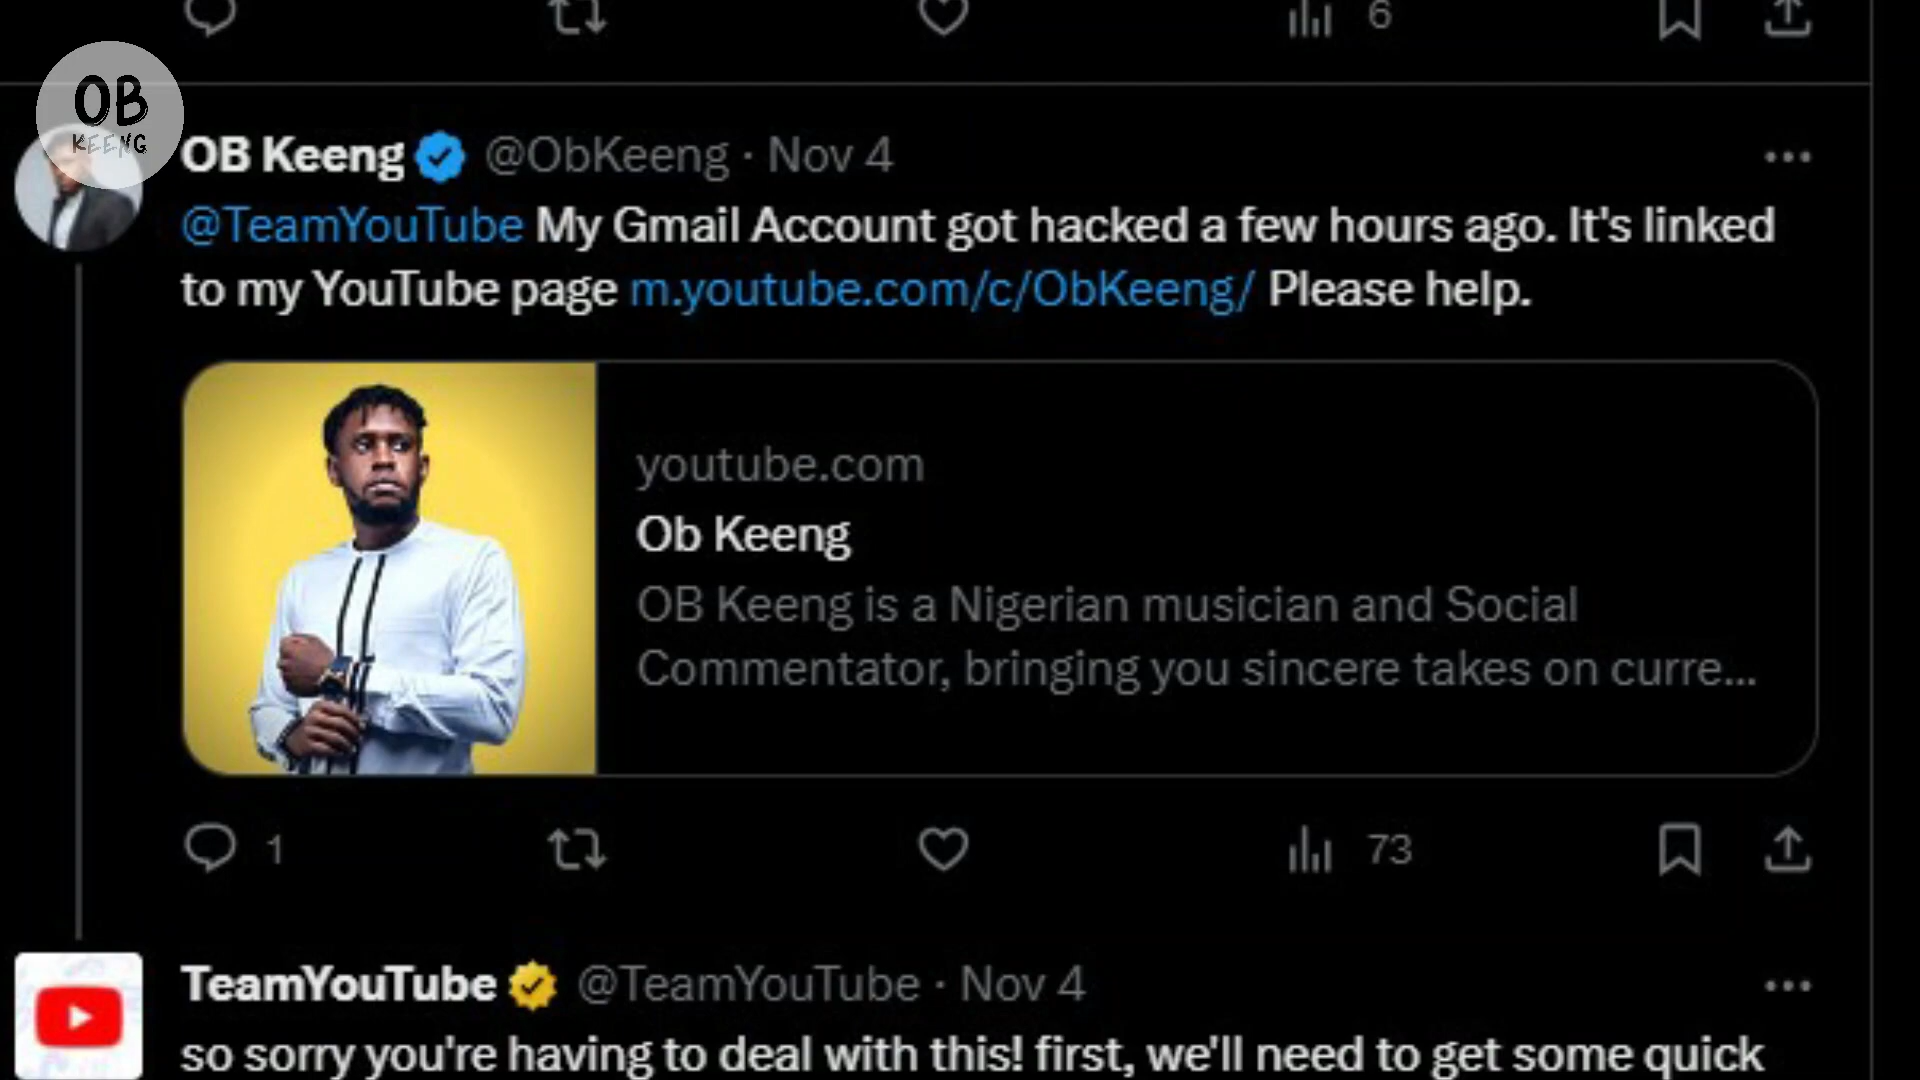 6
OB
KEENG
OB Keeng @ObKeeng · Nov 4
@TeamYouTube My Gmail Account got hacked a few hours ago. It's linked
to my YouTube page m.youtube.com/c/ObKeeng/ Please help.
youtube.com
Ob Keeng
OB Keeng is a Nigerian musician and Social
Commentator, bringing you sincere takes on curre...
1 73
TeamYouTube @TeamYouTube · Nov 4
so sorry you're having to deal with this! first, we'll need to get some quick